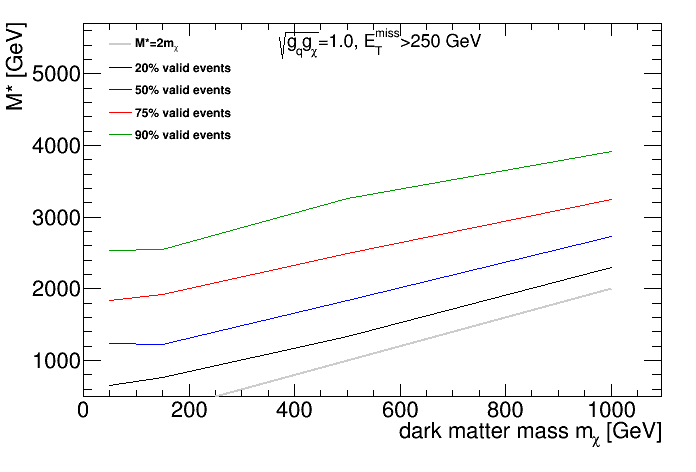 √g_q g_χ=1.0, E_T^miss>250 GeV
M*=2m_χ
20% valid events
50% valid events
75% valid events
90% valid events
M* [GeV]
5000
4000
3000
2000
1000
0 200 400 600 800 1000
dark matter mass m_χ [GeV]